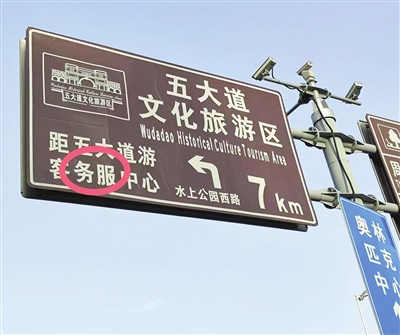 五大道文化旅游区
五大道
文化旅游区
Wudadao Historical Culture Tourism Area
距五大道游
客务服中心
水上公园西路
7 km
周
奥林
匹克
中心